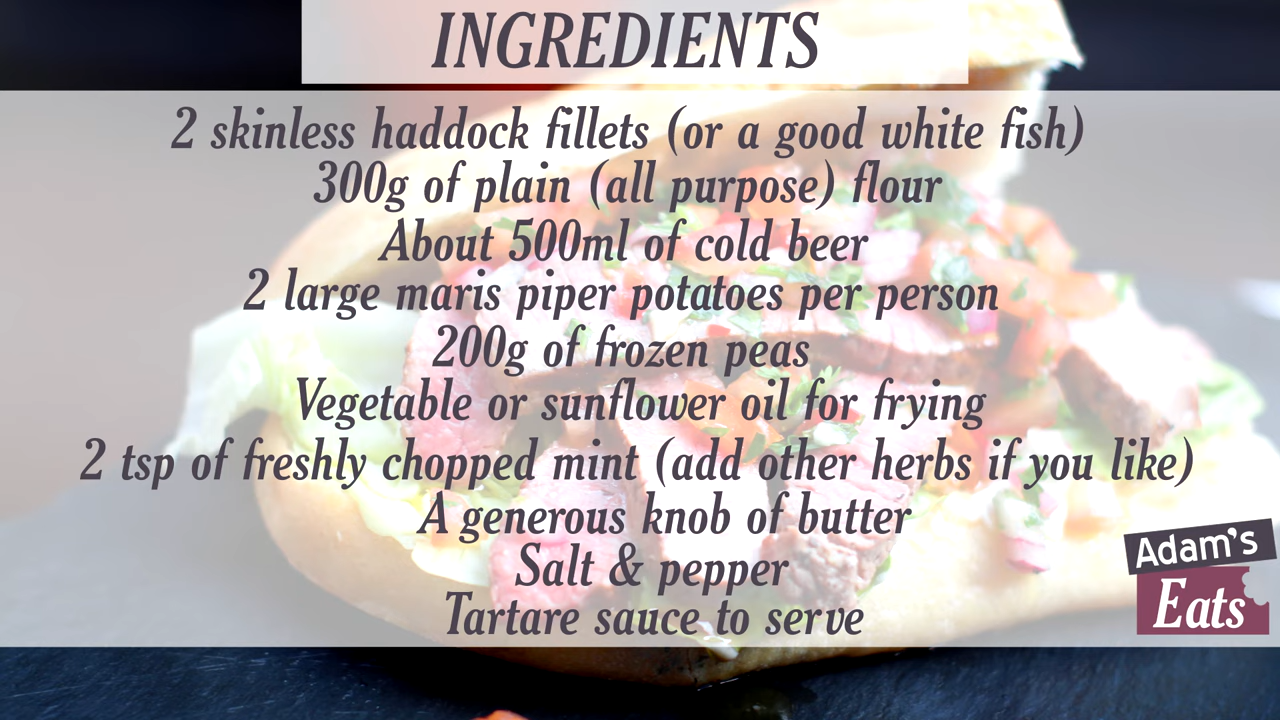 INGREDIENTS
2 skinless haddock fillets (or a good white fish)
300g of plain (all purpose) flour
About 500ml of cold beer
2 large maris piper potatoes per person
200g of frozen peas
Vegetable or sunflower oil for frying
2 tsp of freshly chopped mint (add other herbs if you like)
A generous knob of butter
Salt & pepper
Tartare sauce to serve
Adam's
Eats